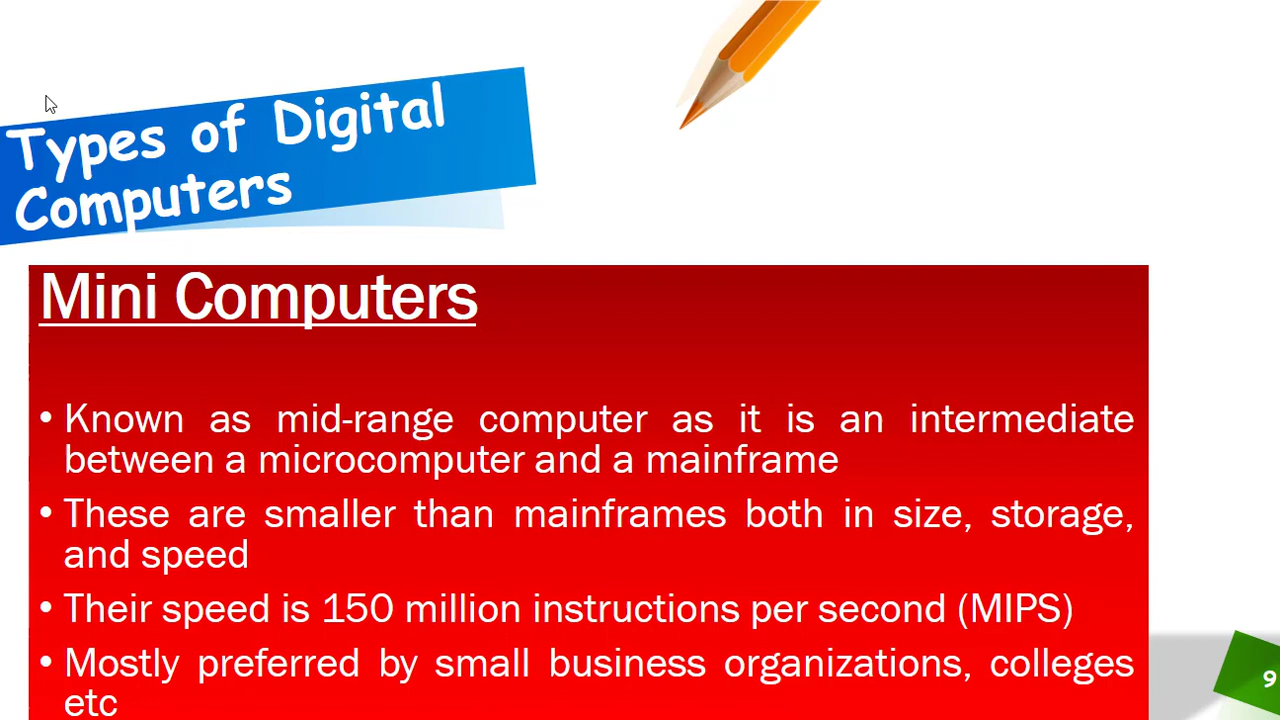 Types of Digital
Computers
Mini Computers
• Known as mid-range computer as it is an intermediate
between a microcomputer and a mainframe
• These are smaller than mainframes both in size, storage,
and speed
• Their speed is 150 million instructions per second (MIPS)
• Mostly preferred by small business organizations, colleges
etc
9